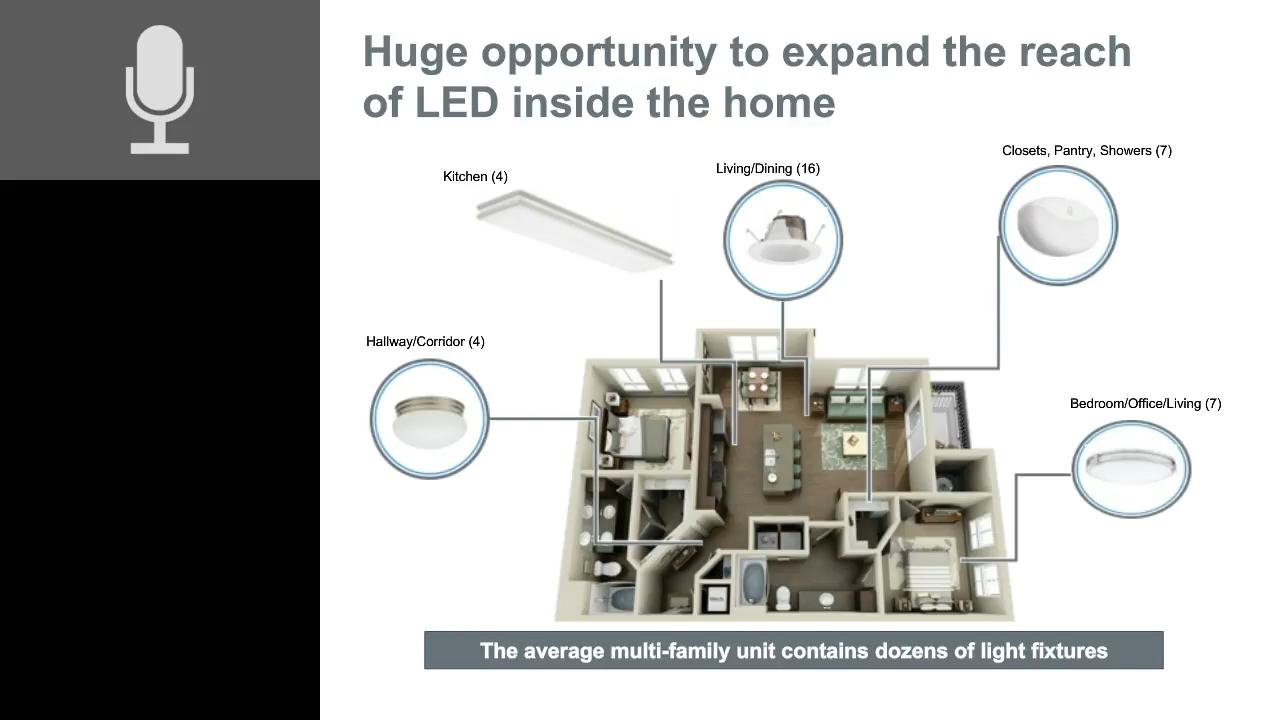 Huge opportunity to expand the reach
of LED inside the home
Closets, Pantry, Showers (7)
Living/Dining (16)
Kitchen (4)
Hallway/Corridor (4)
Bedroom/Office/Living (7)
The average multi-family unit contains dozens of light fixtures